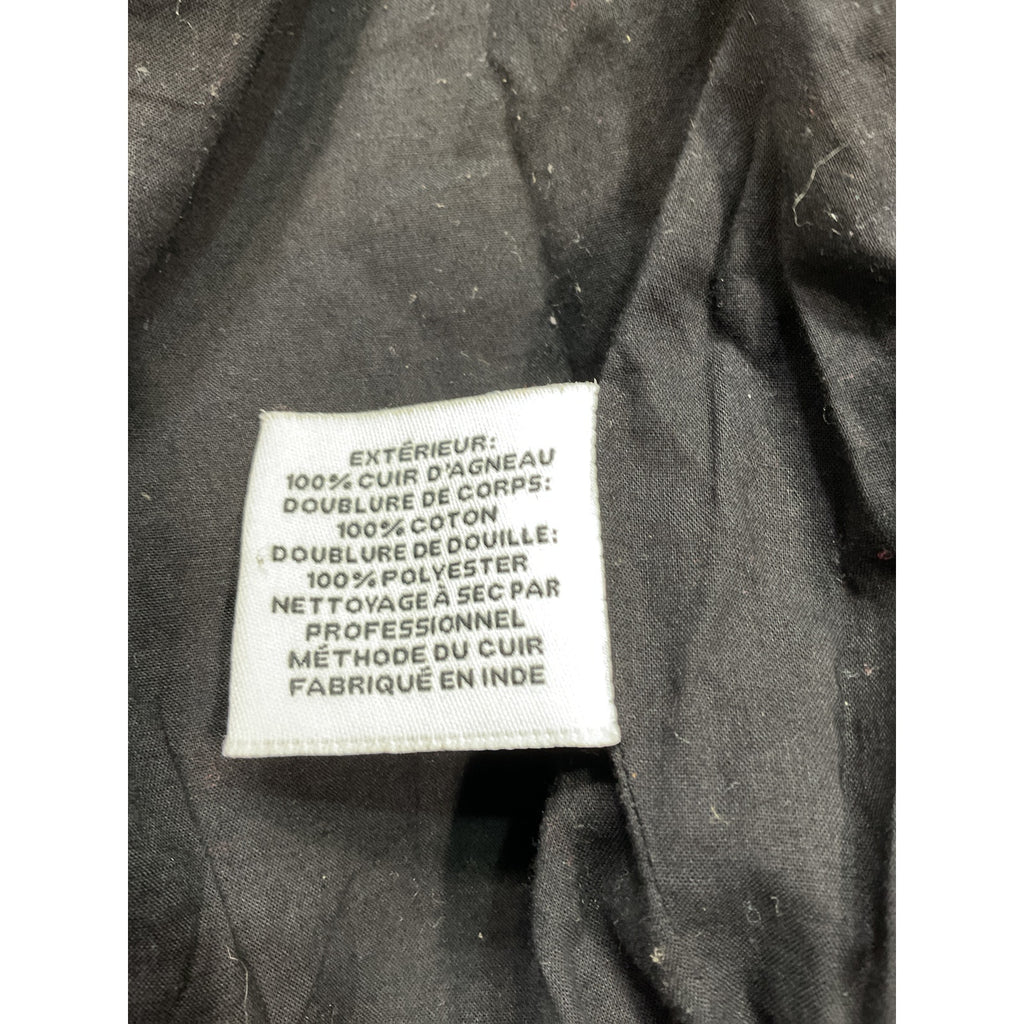 EXTÉRIEUR:
100% CUIR D'AGNEAU
DOUBLURE DE CORPS:
100% COTON
DOUBLURE DE DOUILLE:
100% POLYESTER
NETTOYAGE À SEC PAR
PROFESSIONNEL
MÉTHODE DU CUIR
FABRIQUÉ EN INDE